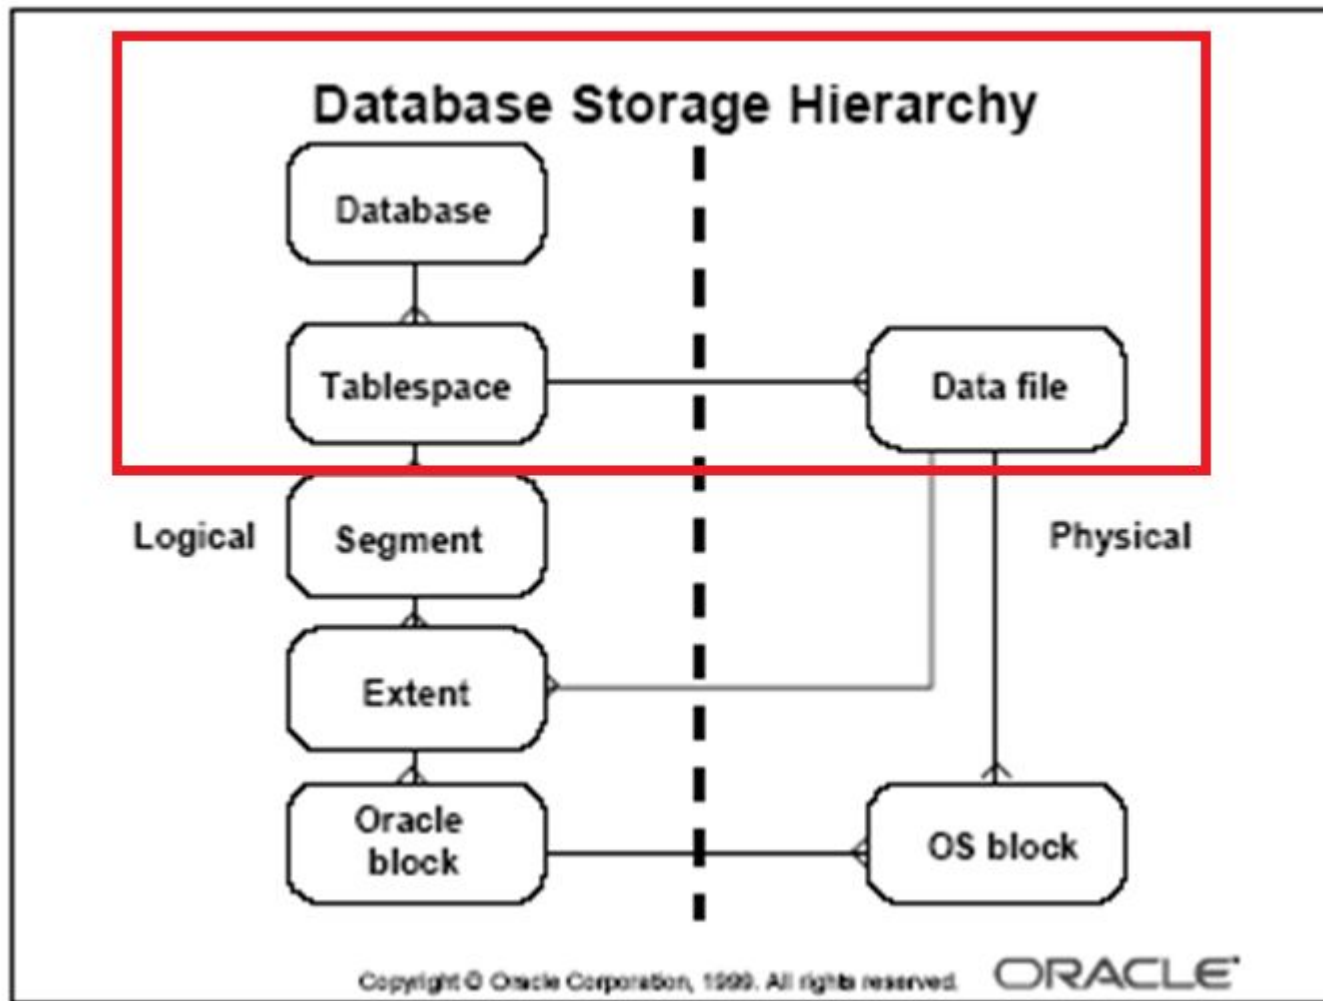 Database Storage Hierarchy
Database
Tablespace
Data file
Logical
Segment
Physical
Extent
Oracle
block
OS block
Copyright © Oracle Corporation, 1999. All rights reserved.
ORACLE